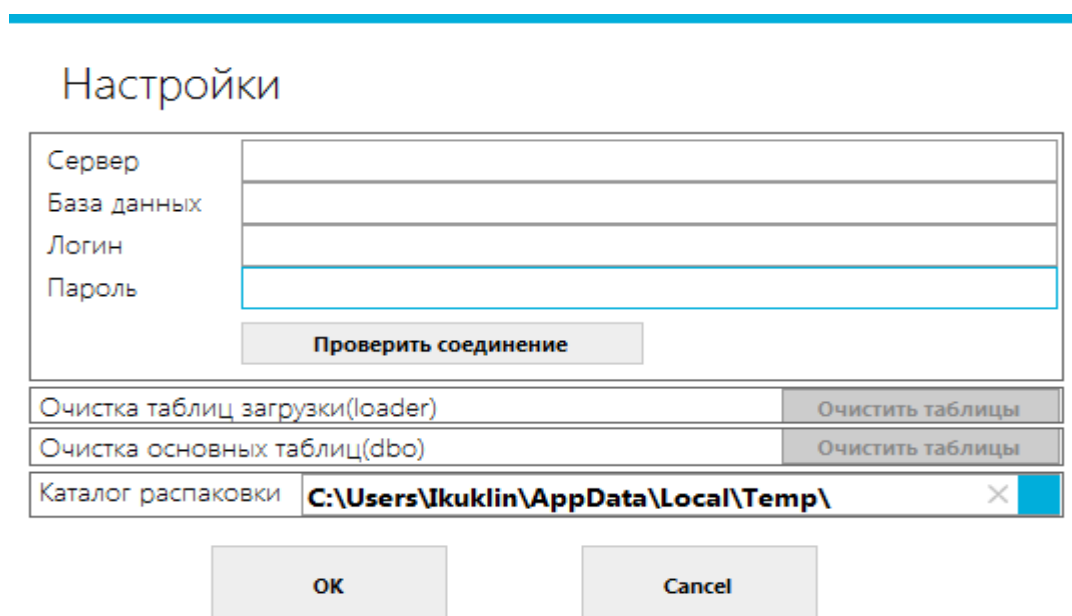 Настройки
Сервер
База данных
Логин
Пароль
Проверить соединение
Очистка таблиц загрузки(loader) Очистить таблицы
Очистка основных таблиц(dbo) Очистить таблицы
Каталог распаковки C:\Users\Ikuklin\AppData\Local\Temp\
OK Cancel